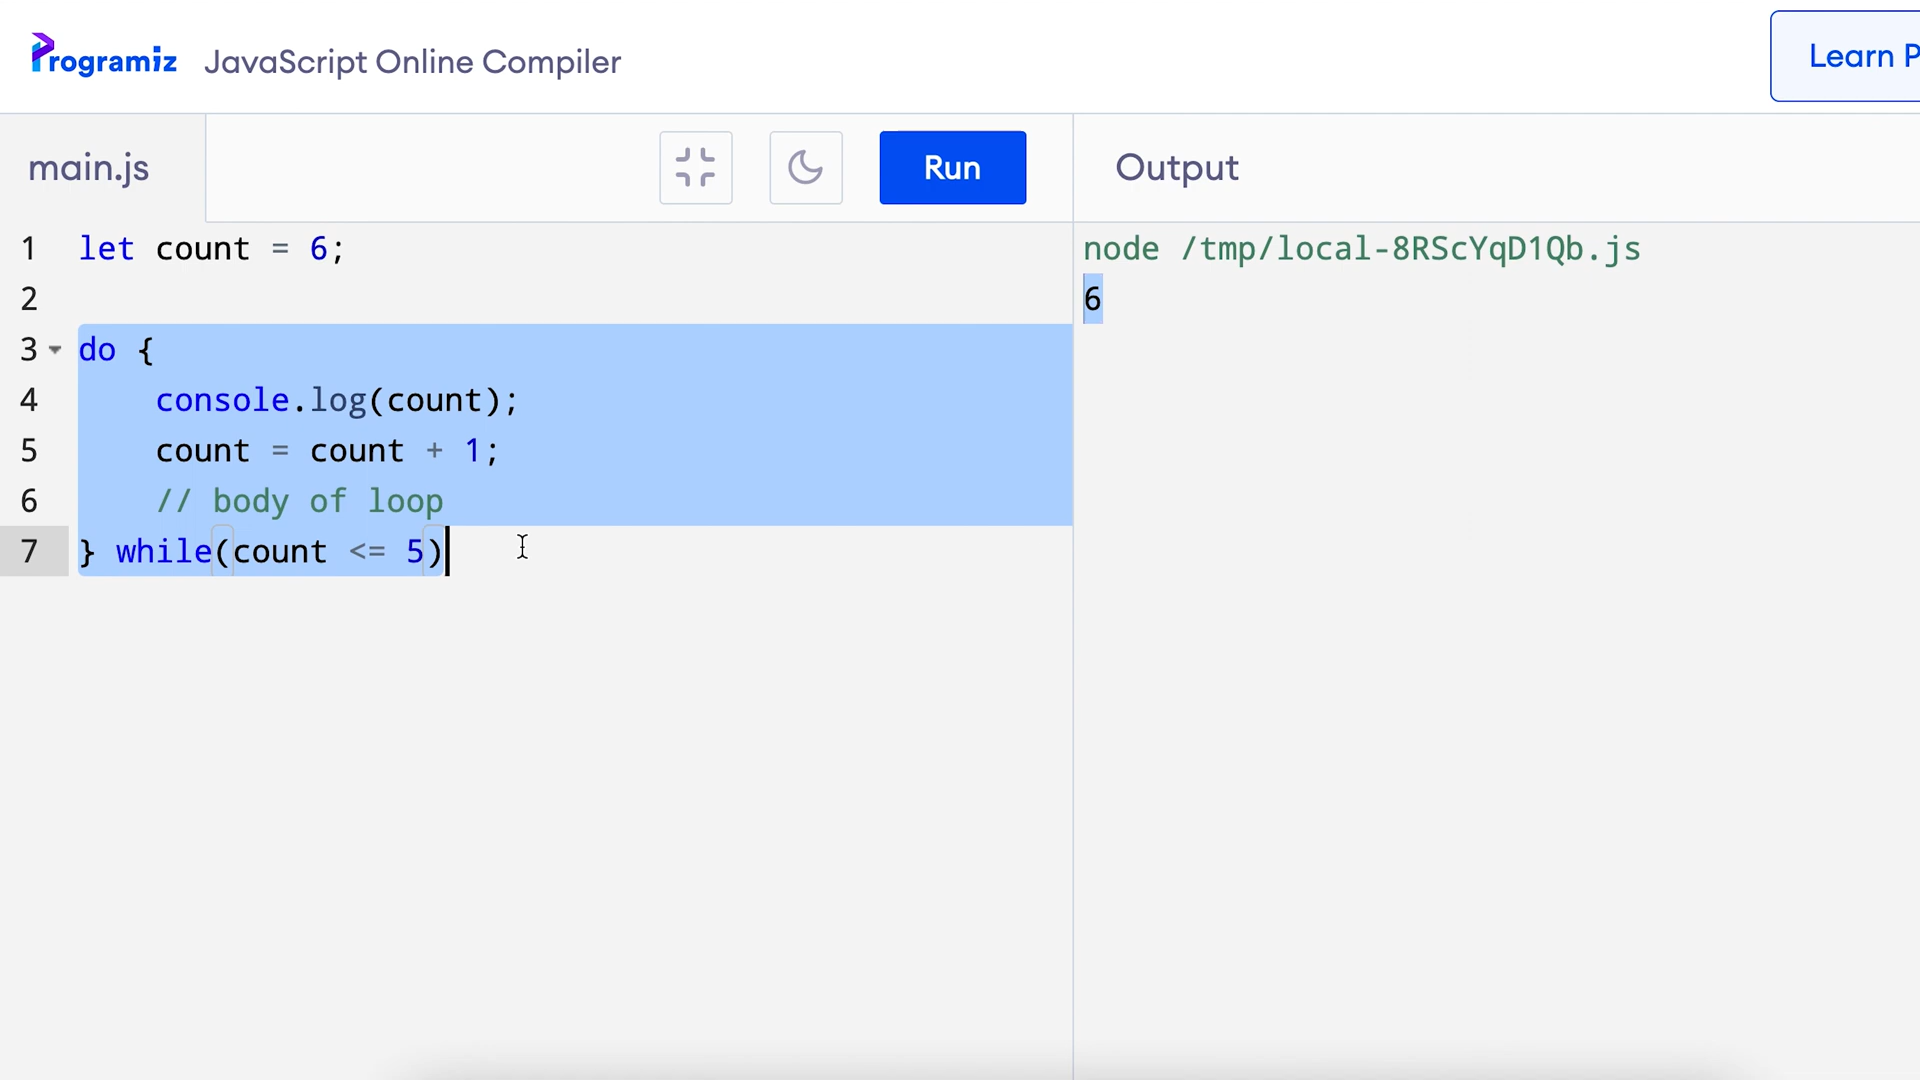 Programiz JavaScript Online Compiler
Learn P
main.js
Run
Output
1 let count = 6;
2
3 do {
4 console.log(count);
5 count = count + 1;
6 // body of loop
7 } while(count <= 5)
node /tmp/local-8RScYqD1Qb.js
6